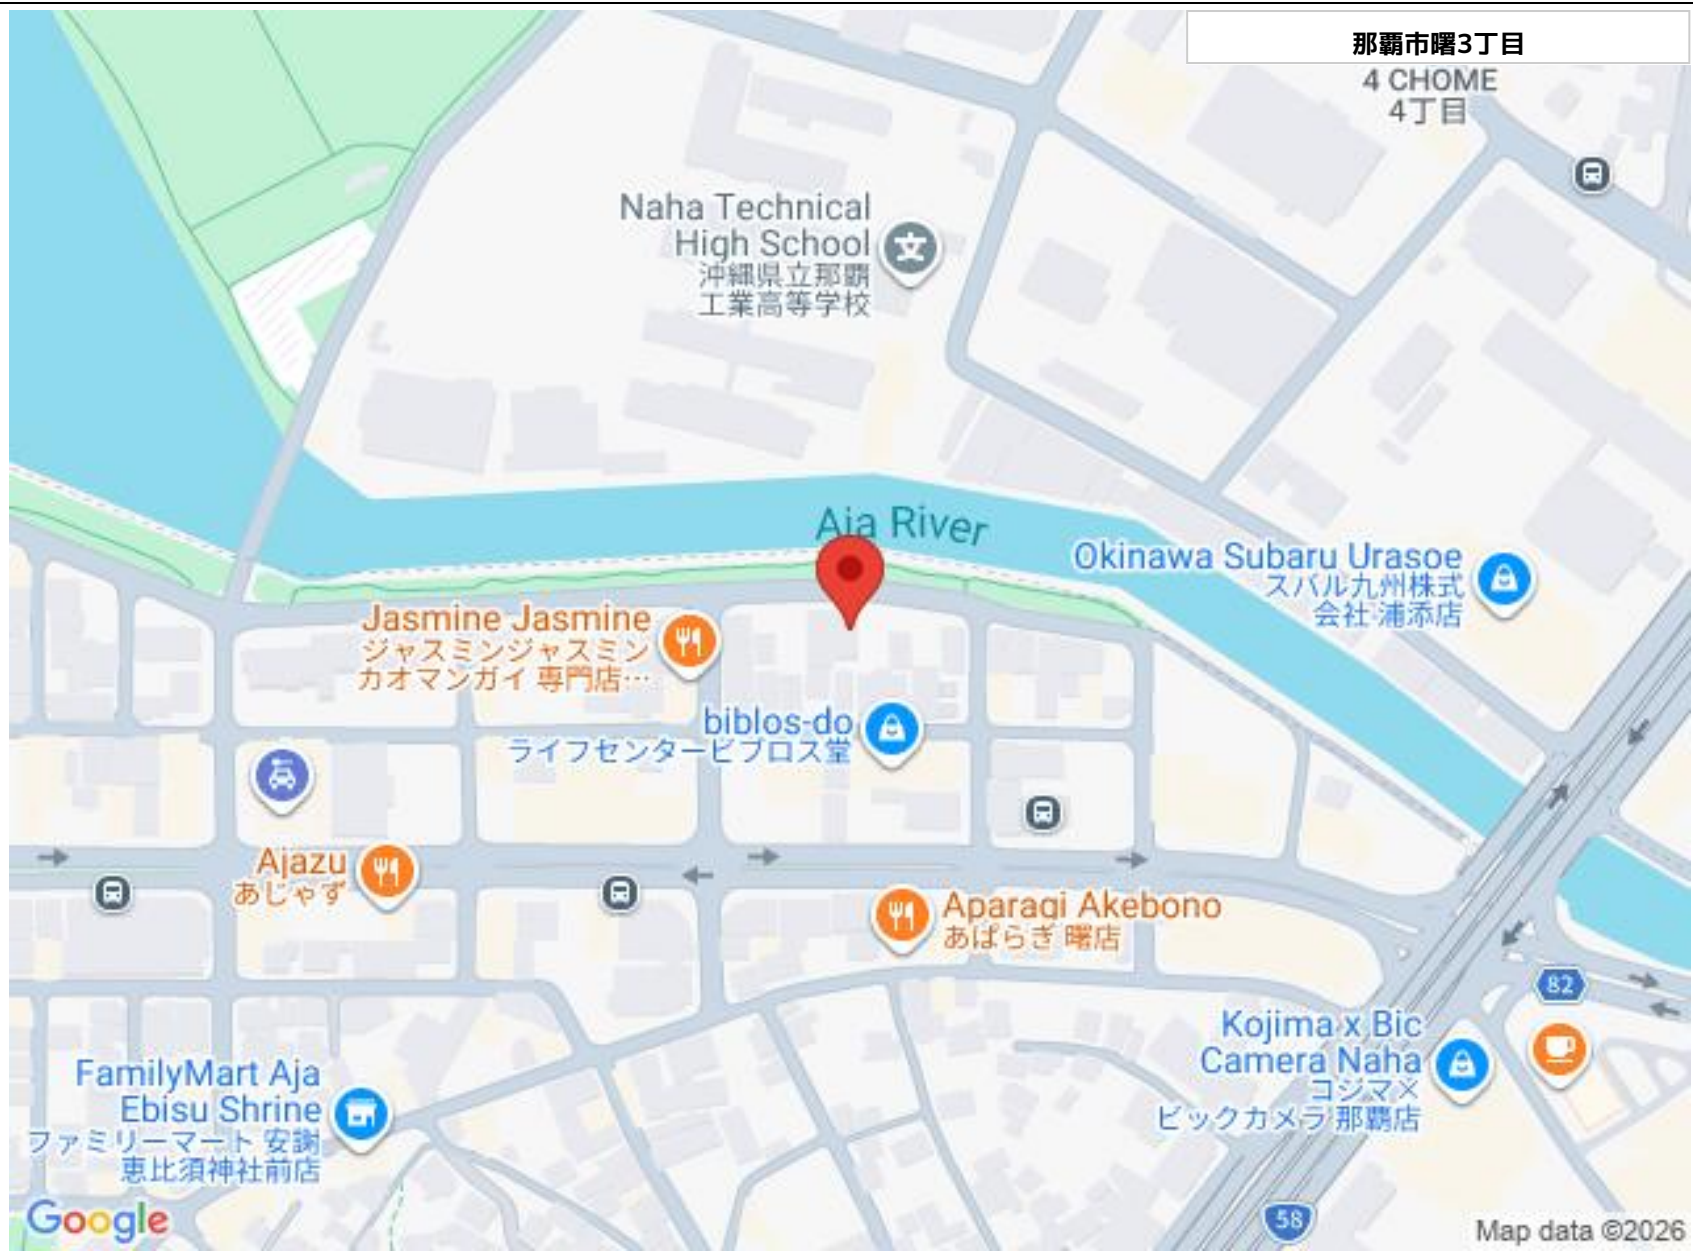 那覇市曙3丁目
4 CHOME
4丁目
Naha Technical
High School
沖縄県立那覇
工業高等学校
Aja River
Okinawa Subaru Urasoe
スバル九州株式
会社 浦添店
Jasmine Jasmine
ジャスミンジャスミン
カオマンガイ 専門店…
biblos-do
ライフセンタービブロス堂
Ajazu
あじゃず
Aparagi Akebono
あぱらぎ 曙店
82
Kojima x Bic
Camera Naha
コジマ×
ビックカメラ 那覇店
FamilyMart Aja
Ebisu Shrine
ファミリーマート 安謝
恵比須神社前店
58
Google
Map data ©2026